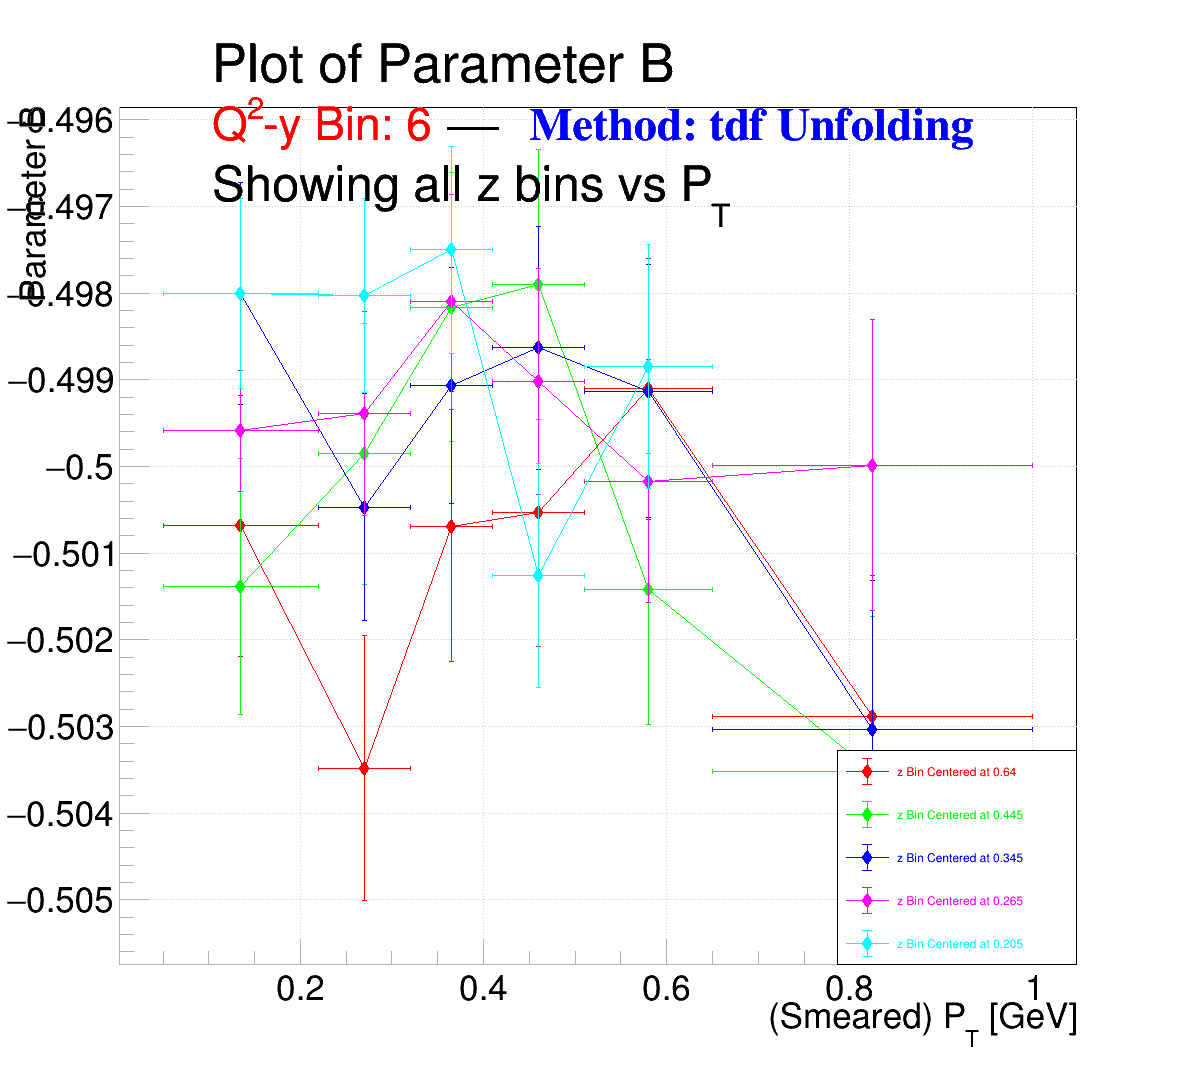 Plot of Parameter B
Q²-y Bin: 6 — Method: tdf Unfolding
Showing all z bins vs P_T
Parameter B
−0.496
−0.497
−0.498
−0.499
−0.5
−0.501
−0.502
−0.503
−0.504
−0.505
z Bin Centered at 0.64
z Bin Centered at 0.445
z Bin Centered at 0.345
z Bin Centered at 0.265
z Bin Centered at 0.205
0.2 0.4 0.6 0.8 1
(Smeared) P_T [GeV]